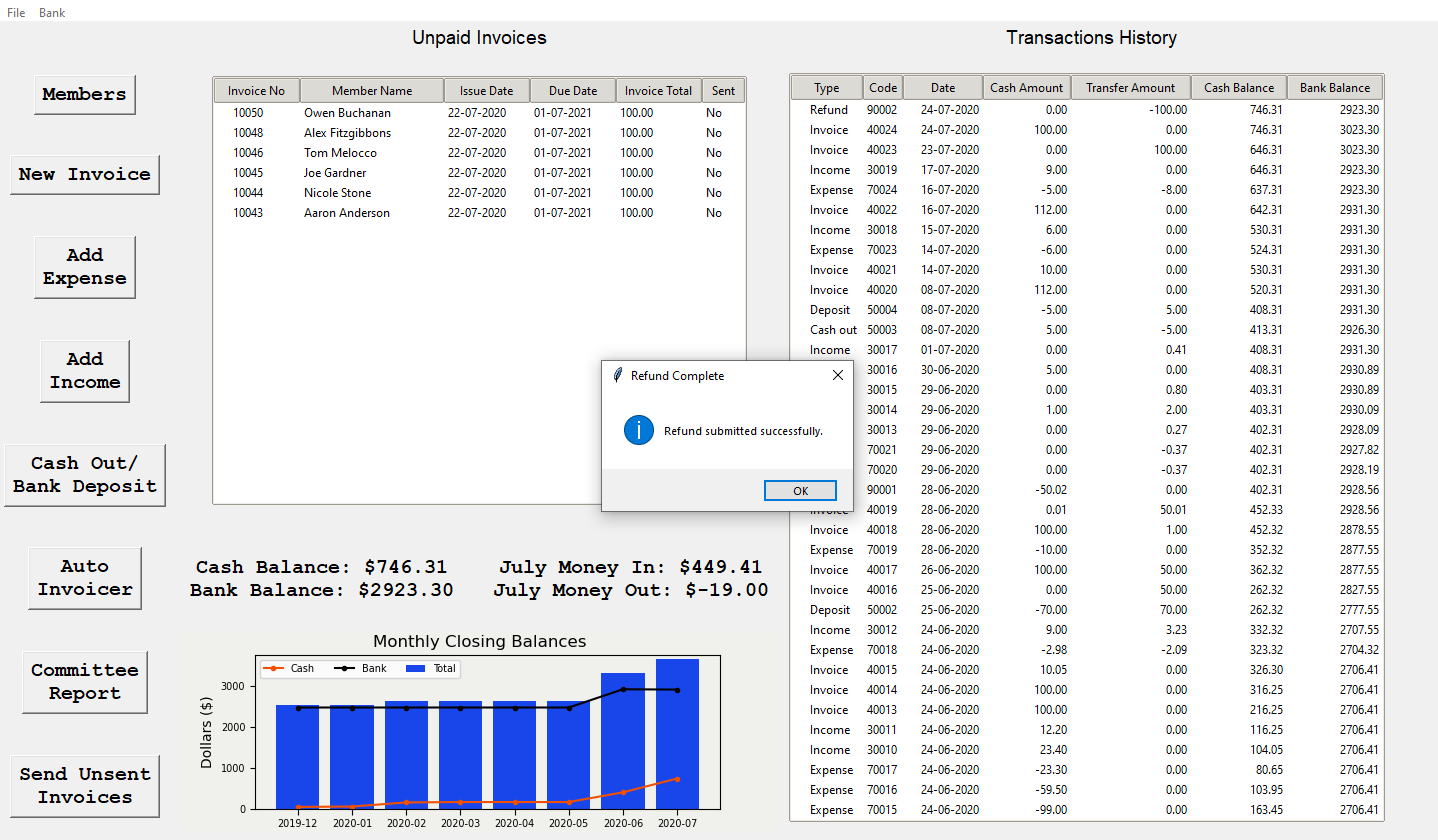 File Bank
Unpaid Invoices
Invoice No Member Name Issue Date Due Date Invoice Total Sent
10050 Owen Buchanan 22-07-2020 01-07-2021 100.00 No
10048 Alex Fitzgibbons 22-07-2020 01-07-2021 100.00 No
10046 Tom Melocco 22-07-2020 01-07-2021 100.00 No
10045 Joe Gardner 22-07-2020 01-07-2021 100.00 No
10044 Nicole Stone 22-07-2020 01-07-2021 100.00 No
10043 Aaron Anderson 22-07-2020 01-07-2021 100.00 No
Members
New Invoice
Add
Expense
Add
Income
Cash Out/
Bank Deposit
Auto
Invoicer
Committee
Report
Send Unsent
Invoices
Refund Complete
Refund submitted successfully.
OK
Cash Balance: $746.31 July Money In: $449.41
Bank Balance: $2923.30 July Money Out: $-19.00
Monthly Closing Balances
Cash Bank Total
Dollars ($)
3000
2000
1000
0
2019-12 2020-01 2020-02 2020-03 2020-04 2020-05 2020-06 2020-07
Transactions History
Type Code Date Cash Amount Transfer Amount Cash Balance Bank Balance
Refund 90002 24-07-2020 0.00 -100.00 746.31 2923.30
Invoice 40024 24-07-2020 100.00 0.00 746.31 3023.30
Invoice 40023 23-07-2020 0.00 100.00 646.31 3023.30
Income 30019 17-07-2020 9.00 0.00 646.31 2923.30
Expense 70024 16-07-2020 -5.00 -8.00 637.31 2923.30
Invoice 40022 16-07-2020 112.00 0.00 642.31 2931.30
Income 30018 15-07-2020 6.00 0.00 530.31 2931.30
Expense 70023 14-07-2020 -6.00 0.00 524.31 2931.30
Invoice 40021 14-07-2020 10.00 0.00 530.31 2931.30
Invoice 40020 08-07-2020 112.00 0.00 520.31 2931.30
Deposit 50004 08-07-2020 -5.00 5.00 408.31 2931.30
Cash out 50003 08-07-2020 5.00 -5.00 413.31 2926.30
Income 30017 01-07-2020 0.00 0.41 408.31 2931.30
30016 30-06-2020 5.00 0.00 408.31 2930.89
30015 29-06-2020 0.00 0.80 403.31 2930.89
30014 29-06-2020 1.00 2.00 403.31 2930.09
30013 29-06-2020 0.00 0.27 402.31 2928.09
70021 29-06-2020 0.00 -0.37 402.31 2927.82
70020 29-06-2020 0.00 -0.37 402.31 2928.19
90001 28-06-2020 -50.02 0.00 402.31 2928.56
Invoice 40019 28-06-2020 0.01 50.01 452.33 2928.56
Invoice 40018 28-06-2020 100.00 1.00 452.32 2878.55
Expense 70019 28-06-2020 -10.00 0.00 352.32 2877.55
Invoice 40017 26-06-2020 100.00 50.00 362.32 2877.55
Invoice 40016 25-06-2020 0.00 50.00 262.32 2827.55
Deposit 50002 25-06-2020 -70.00 70.00 262.32 2777.55
Income 30012 24-06-2020 9.00 3.23 332.32 2707.55
Expense 70018 24-06-2020 -2.98 -2.09 323.32 2704.32
Invoice 40015 24-06-2020 10.05 0.00 326.30 2706.41
Invoice 40014 24-06-2020 100.00 0.00 316.25 2706.41
Invoice 40013 24-06-2020 100.00 0.00 216.25 2706.41
Income 30011 24-06-2020 12.20 0.00 116.25 2706.41
Income 30010 24-06-2020 23.40 0.00 104.05 2706.41
Expense 70017 24-06-2020 -23.30 0.00 80.65 2706.41
Expense 70016 24-06-2020 -59.50 0.00 103.95 2706.41
Expense 70015 24-06-2020 -99.00 0.00 163.45 2706.41